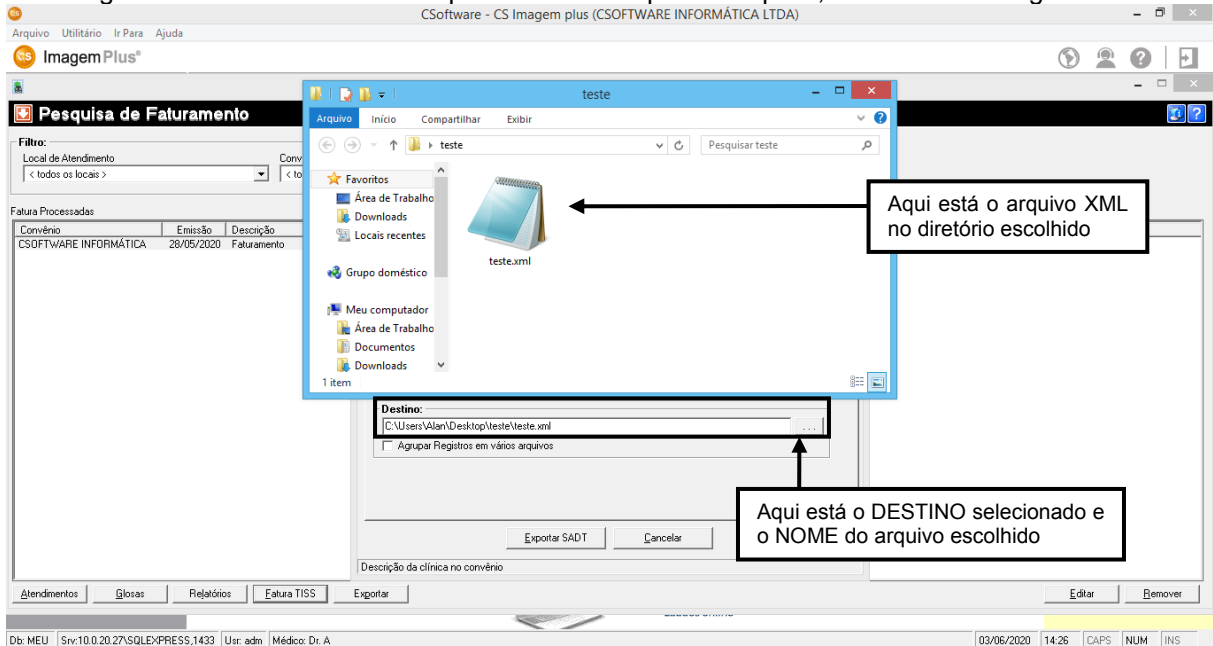 CSoftware - CS Imagem plus (CSOFTWARE INFORMÁTICA LTDA)
Arquivo Utilitário Ir Para Ajuda
cs ImagemPlus®
teste
Pesquisa de Faturamento
Arquivo Início Compartilhar Exibir
Filtro:
teste
Pesquisar teste
Local de Atendimento
Conv
< todos os locais >
< to
Favoritos
Área de Trabalho
Downloads
Locais recentes
Grupo doméstico
Meu computador
Área de Trabalho
Documentos
Downloads
1 item
teste.xml
Aqui está o arquivo XML
no diretório escolhido
Fatura Processadas
Convênio Emissão Descrição
CSOFTWARE INFORMÁTICA 28/05/2020 Faturamento
Destino:
C:\Users\Alan\Desktop\teste\teste.xml ...
Agrupar Registros em vários arquivos
Aqui está o DESTINO selecionado e
o NOME do arquivo escolhido
Exportar SADT Cancelar
Descrição da clínica no convênio
Atendimentos Glosas Relatórios Fatura TISS Exportar Editar Remover
Db: MEU Srv:10.0.20.27\SQLEXPRESS,1433 Usr: adm Médico: Dr. A 03/06/2020 14:26 CAPS NUM INS